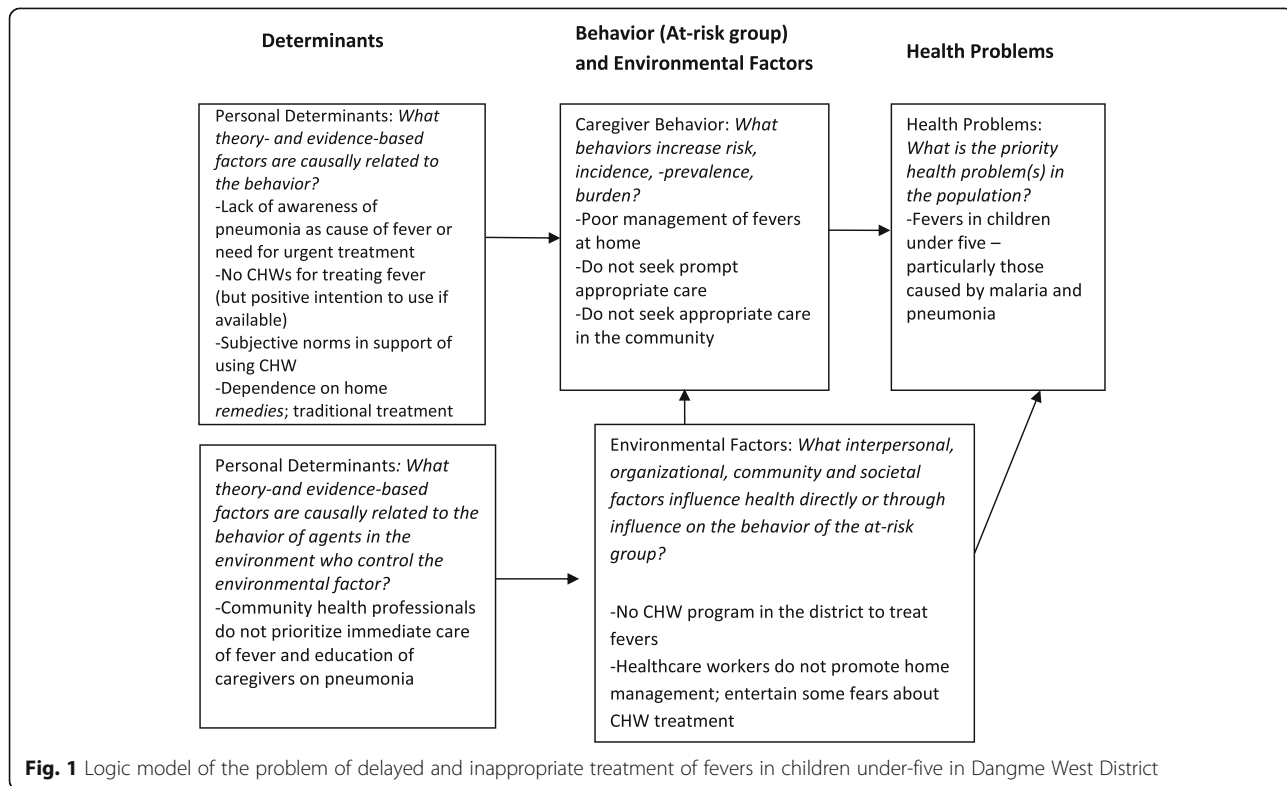 Determinants
Behavior (At-risk group)
and Environmental Factors
Health Problems
Personal Determinants: What
theory- and evidence-based
factors are causally related to
the behavior?
-Lack of awareness of
pneumonia as cause of fever or
need for urgent treatment
-No CHWs for treating fever
(but positive intention to use if
available)
-Subjective norms in support of
using CHW
-Dependence on home
remedies; traditional treatment
Caregiver Behavior: What
behaviors increase risk,
incidence, -prevalence,
burden?
-Poor management of fevers
at home
-Do not seek prompt
appropriate care
-Do not seek appropriate care
in the community
Health Problems:
What is the priority
health problem(s) in
the population?
-Fevers in children
under five –
particularly those
caused by malaria and
pneumonia
Personal Determinants: What
theory-and evidence-based
factors are causally related to the
behavior of agents in the
environment who control the
environmental factor?
-Community health professionals
do not prioritize immediate care
of fever and education of
caregivers on pneumonia
Environmental Factors: What interpersonal,
organizational, community and societal
factors influence health directly or through
influence on the behavior of the at-risk
group?
-No CHW program in the district to treat
fevers
-Healthcare workers do not promote home
management; entertain some fears about
CHW treatment
Fig. 1 Logic model of the problem of delayed and inappropriate treatment of fevers in children under-five in Dangme West District